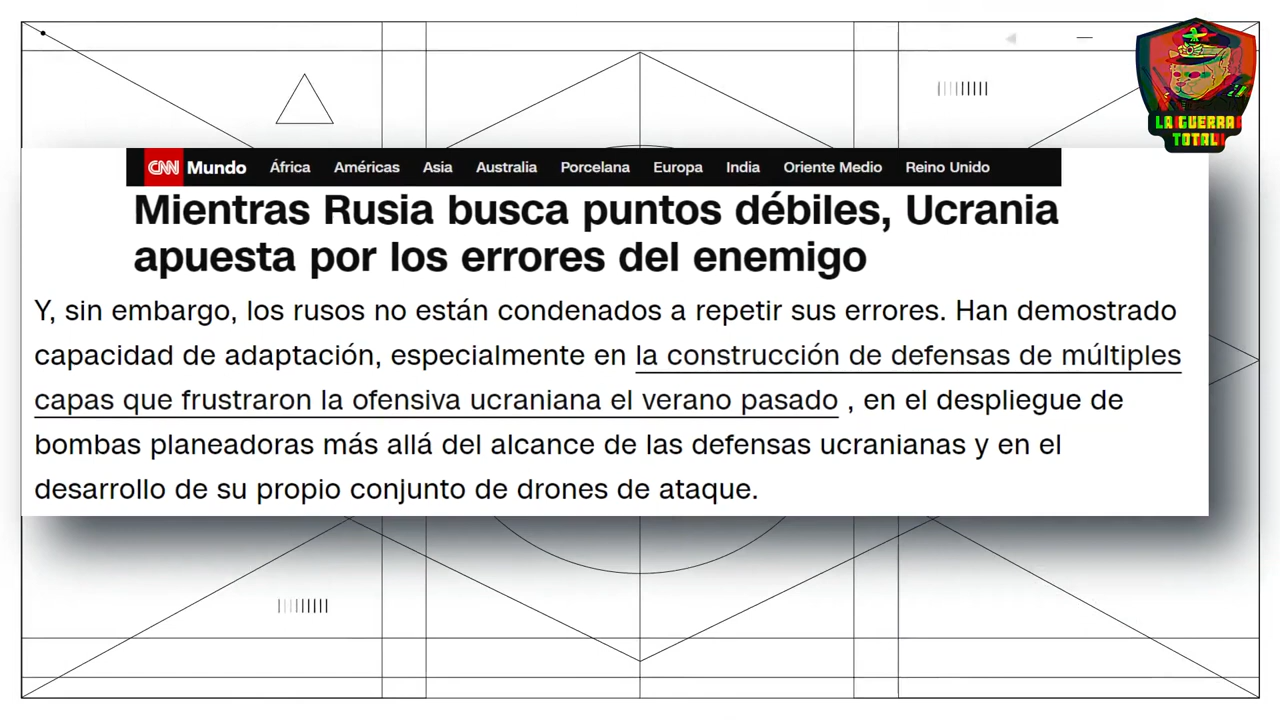 LA GUERRA
TOTAL
CNN Mundo África Américas Asia Australia Porcelana Europa India Oriente Medio Reino Unido
Mientras Rusia busca puntos débiles, Ucrania
apuesta por los errores del enemigo
Y, sin embargo, los rusos no están condenados a repetir sus errores. Han demostrado
capacidad de adaptación, especialmente en la construcción de defensas de múltiples
capas que frustraron la ofensiva ucraniana el verano pasado , en el despliegue de
bombas planeadoras más allá del alcance de las defensas ucranianas y en el
desarrollo de su propio conjunto de drones de ataque.